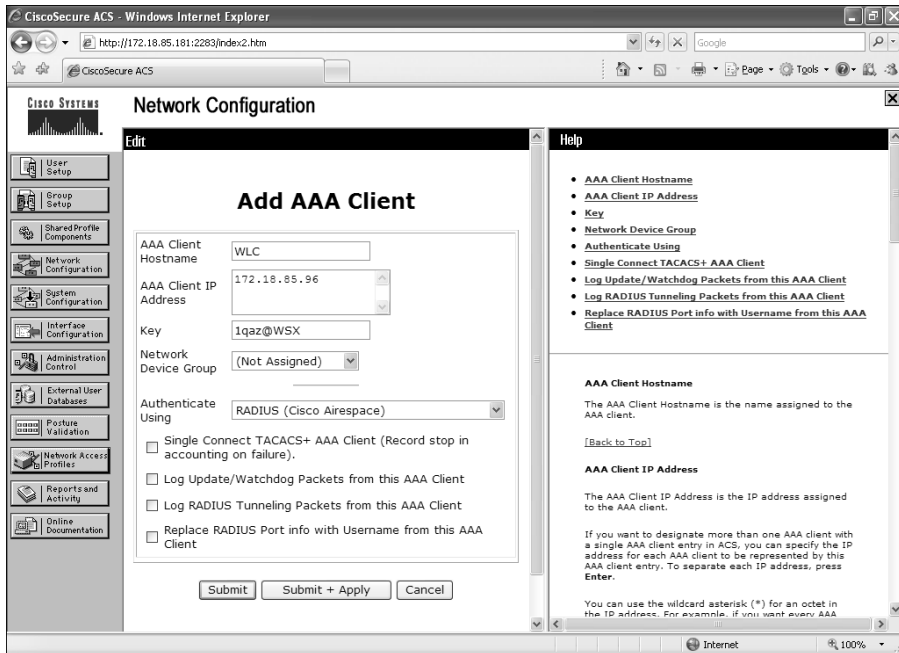 CiscoSecure ACS - Windows Internet Explorer
http://172.18.85.181:2283/index2.htm
Google
CiscoSecure ACS
Page
Tools
CISCO SYSTEMS
Network Configuration
User Setup
Group Setup
Shared Profile Components
Network Configuration
System Configuration
Interface Configuration
Administration Control
External User Databases
Posture Validation
Network Access Profiles
Reports and Activity
Online Documentation
Edit
Add AAA Client
AAA Client Hostname
WLC
AAA Client IP Address
172.18.85.96
Key
1qaz@WSX
Network Device Group
(Not Assigned)
Authenticate Using
RADIUS (Cisco Airespace)
Single Connect TACACS+ AAA Client (Record stop in
accounting on failure).
Log Update/Watchdog Packets from this AAA Client
Log RADIUS Tunneling Packets from this AAA Client
Replace RADIUS Port info with Username from this AAA
Client
Submit
Submit + Apply
Cancel
Help
AAA Client Hostname
AAA Client IP Address
Key
Network Device Group
Authenticate Using
Single Connect TACACS+ AAA Client
Log Update/Watchdog Packets from this AAA Client
Log RADIUS Tunneling Packets from this AAA Client
Replace RADIUS Port info with Username from this AAA
Client
AAA Client Hostname
The AAA Client Hostname is the name assigned to the
AAA client.
[Back to Top]
AAA Client IP Address
The AAA Client IP Address is the IP address assigned
to the AAA client.
If you want to designate more than one AAA client with
a single AAA client entry in ACS, you can specify the IP
address for each AAA client to be represented by this
AAA client entry. To separate each IP address, press
Enter.
You can use the wildcard asterisk (*) for an octet in
the IP address. For example, if you want every AAA
Internet
100%